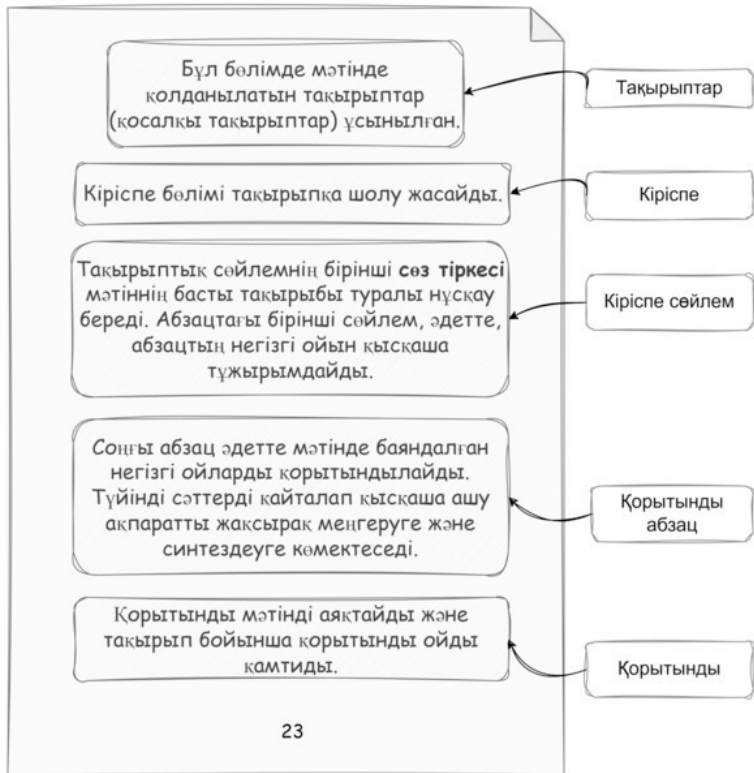 Бұл бөлімде мәтінде
қолданылатын тақырыптар
(қосалқы тақырыптар) ұсынылған.
Тақырыптар
Кіріспе бөлімі тақырыпқа шолу жасайды.
Кіріспе
Тақырыптық сөйлемнің бірінші сөз тіркесі
мәтіннің басты тақырыбы туралы нұсқау
береді. Абзацтағы бірінші сөйлем, әдетте,
абзацтың негізгі ойын қысқаша
тұжырымдайды.
Кіріспе сөйлем
Соңғы абзац әдетте мәтінде баяндалған
негізгі ойларды қорытындылайды.
Түйінді сәттерді қайталап қысқаша ашу
ақпаратты жақсырақ меңгеруге және
синтездеуге көмектеседі.
Қорытынды
абзац
Қорытынды мәтінді аяқтайды және
тақырып бойынша қорытынды ойды
қамтиды.
Қорытынды
23